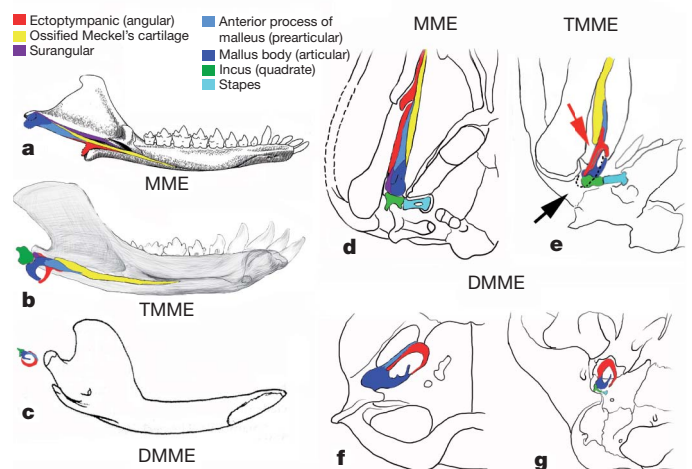 Ectoptympanic (angular)
Ossified Meckel's cartilage
Surangular
Anterior process of
malleus (prearticular)
Mallus body (articular)
Incus (quadrate)
Stapes
MME
TMME
a
MME
b
TMME
c
DMME
d
e
DMME
f
g